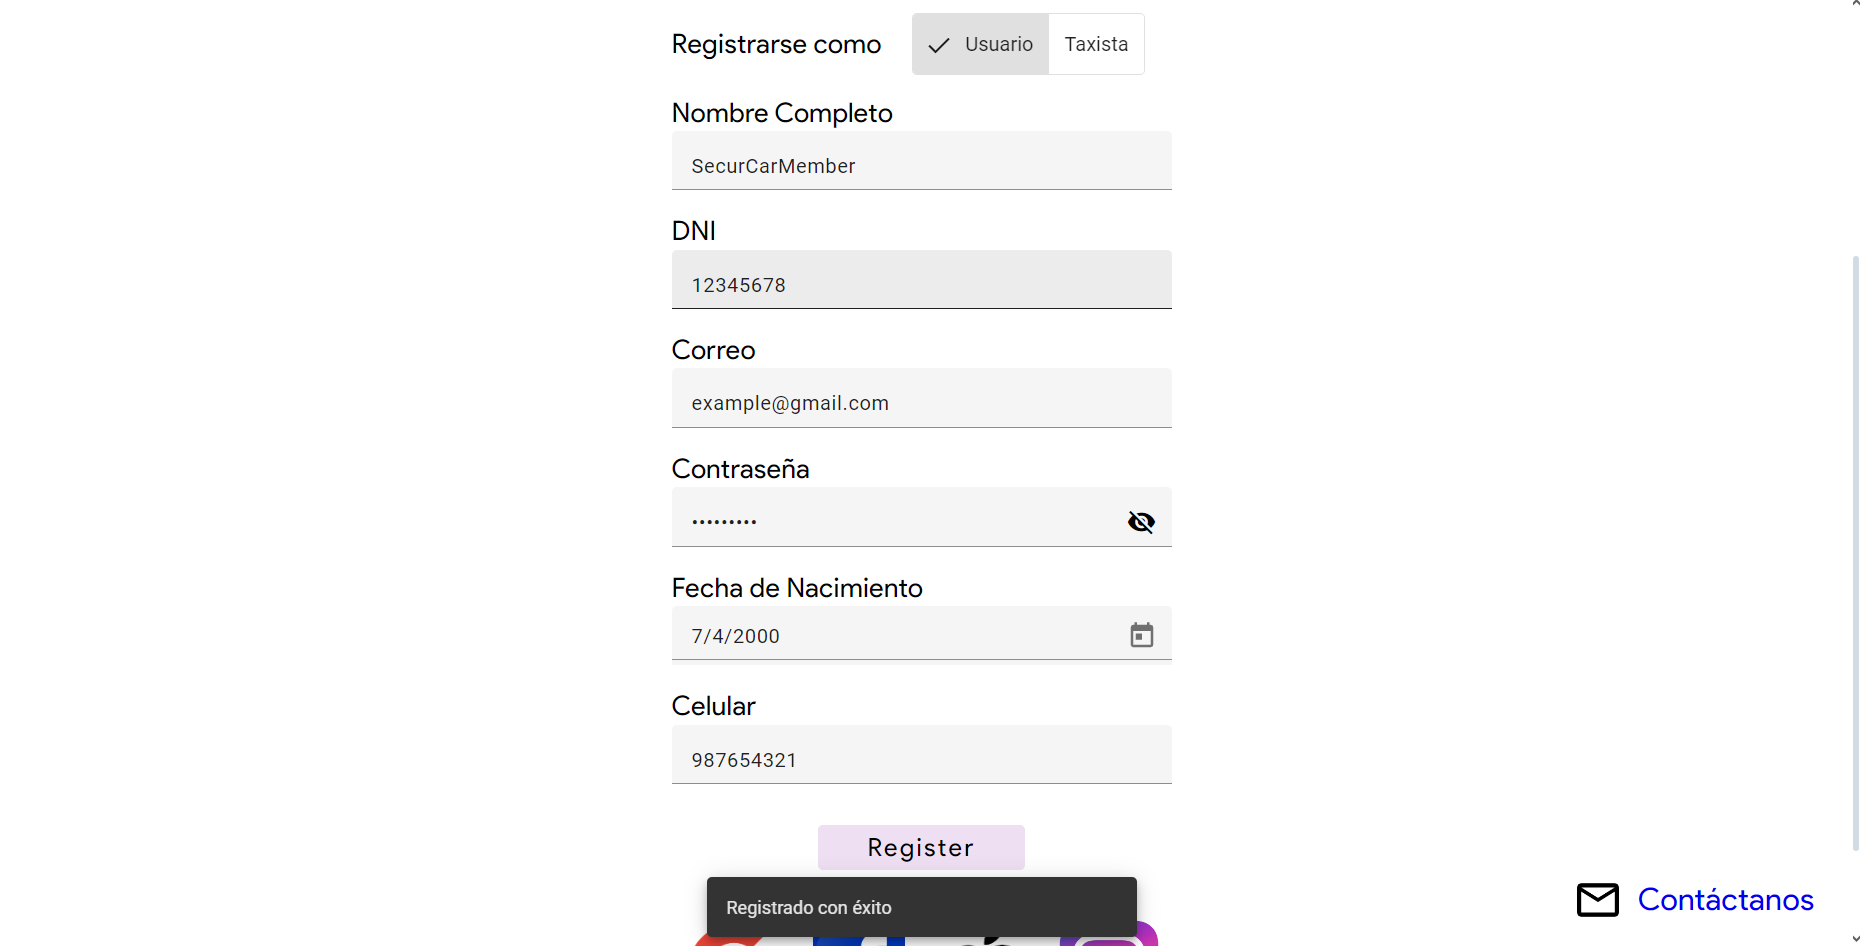 Registrarse como
Usuario
Taxista
Nombre Completo
SecurCarMember
DNI
12345678
Correo
example@gmail.com
Contraseña
•••••••••
Fecha de Nacimiento
7/4/2000
Celular
987654321
Register
Registrado con éxito
Contáctanos